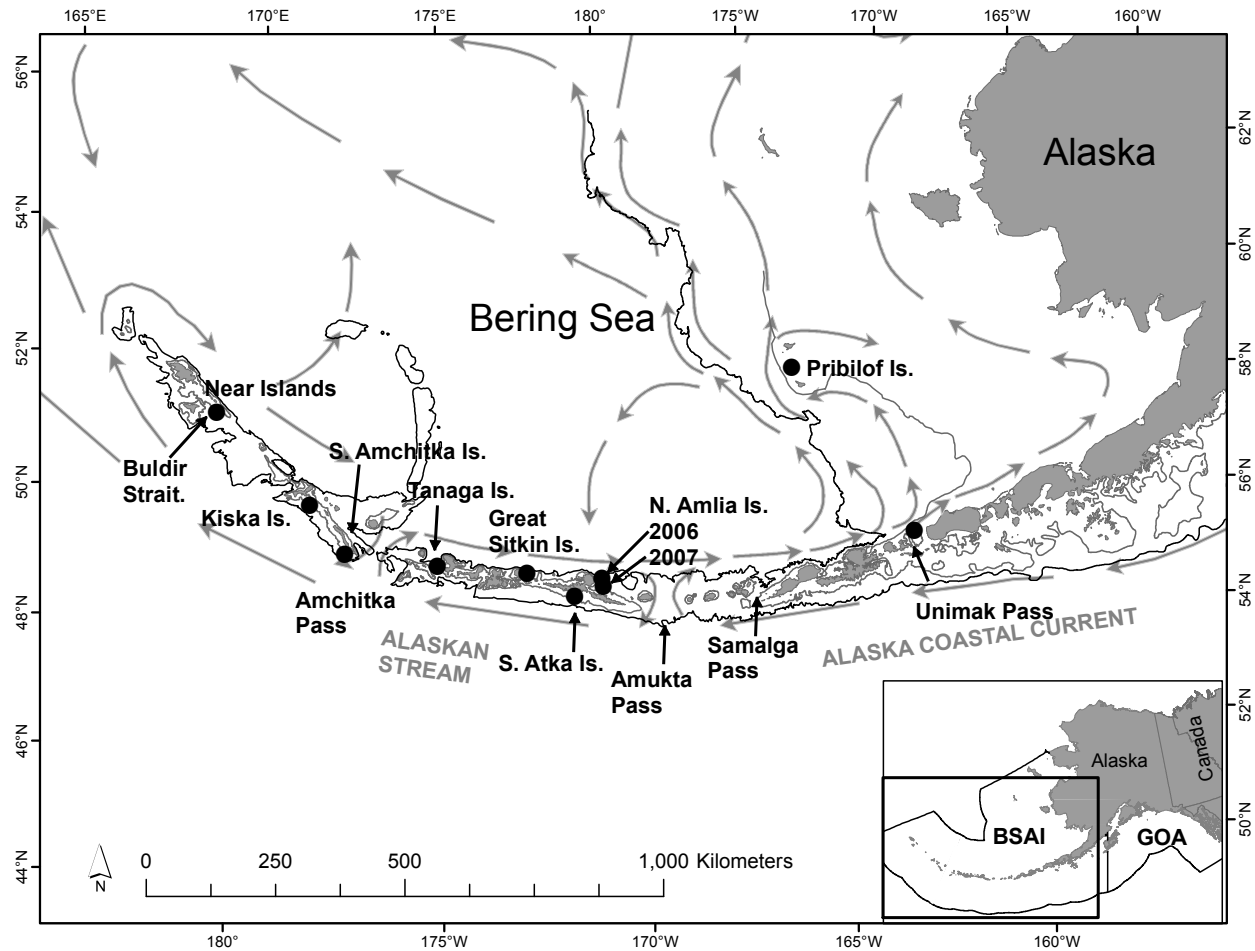 165°E 170°E 175°E 180° 175°W 170°W 165°W 160°W
56°N
62°N
Alaska
54°N
60°N
Bering Sea
52°N
58°N
Pribilof Is.
Near Islands
S. Amchitka Is.
Buldir
Strait.
50°N
56°N
Tanaga Is.
Kiska Is.
Great
Sitkin Is.
N. Amlia Is.
2006
2007
48°N
54°N
Amchitka
Pass
Unimak Pass
ALASKAN
STREAM
S. Atka Is.
Amukta
Pass
Samalga
Pass
ALASKA COASTAL CURRENT
46°N
52°N
Alaska
Canada
50°N
BSAI
GOA
44°N
N
0 250 500 1,000 Kilometers
180° 175°W 170°W 165°W 160°W